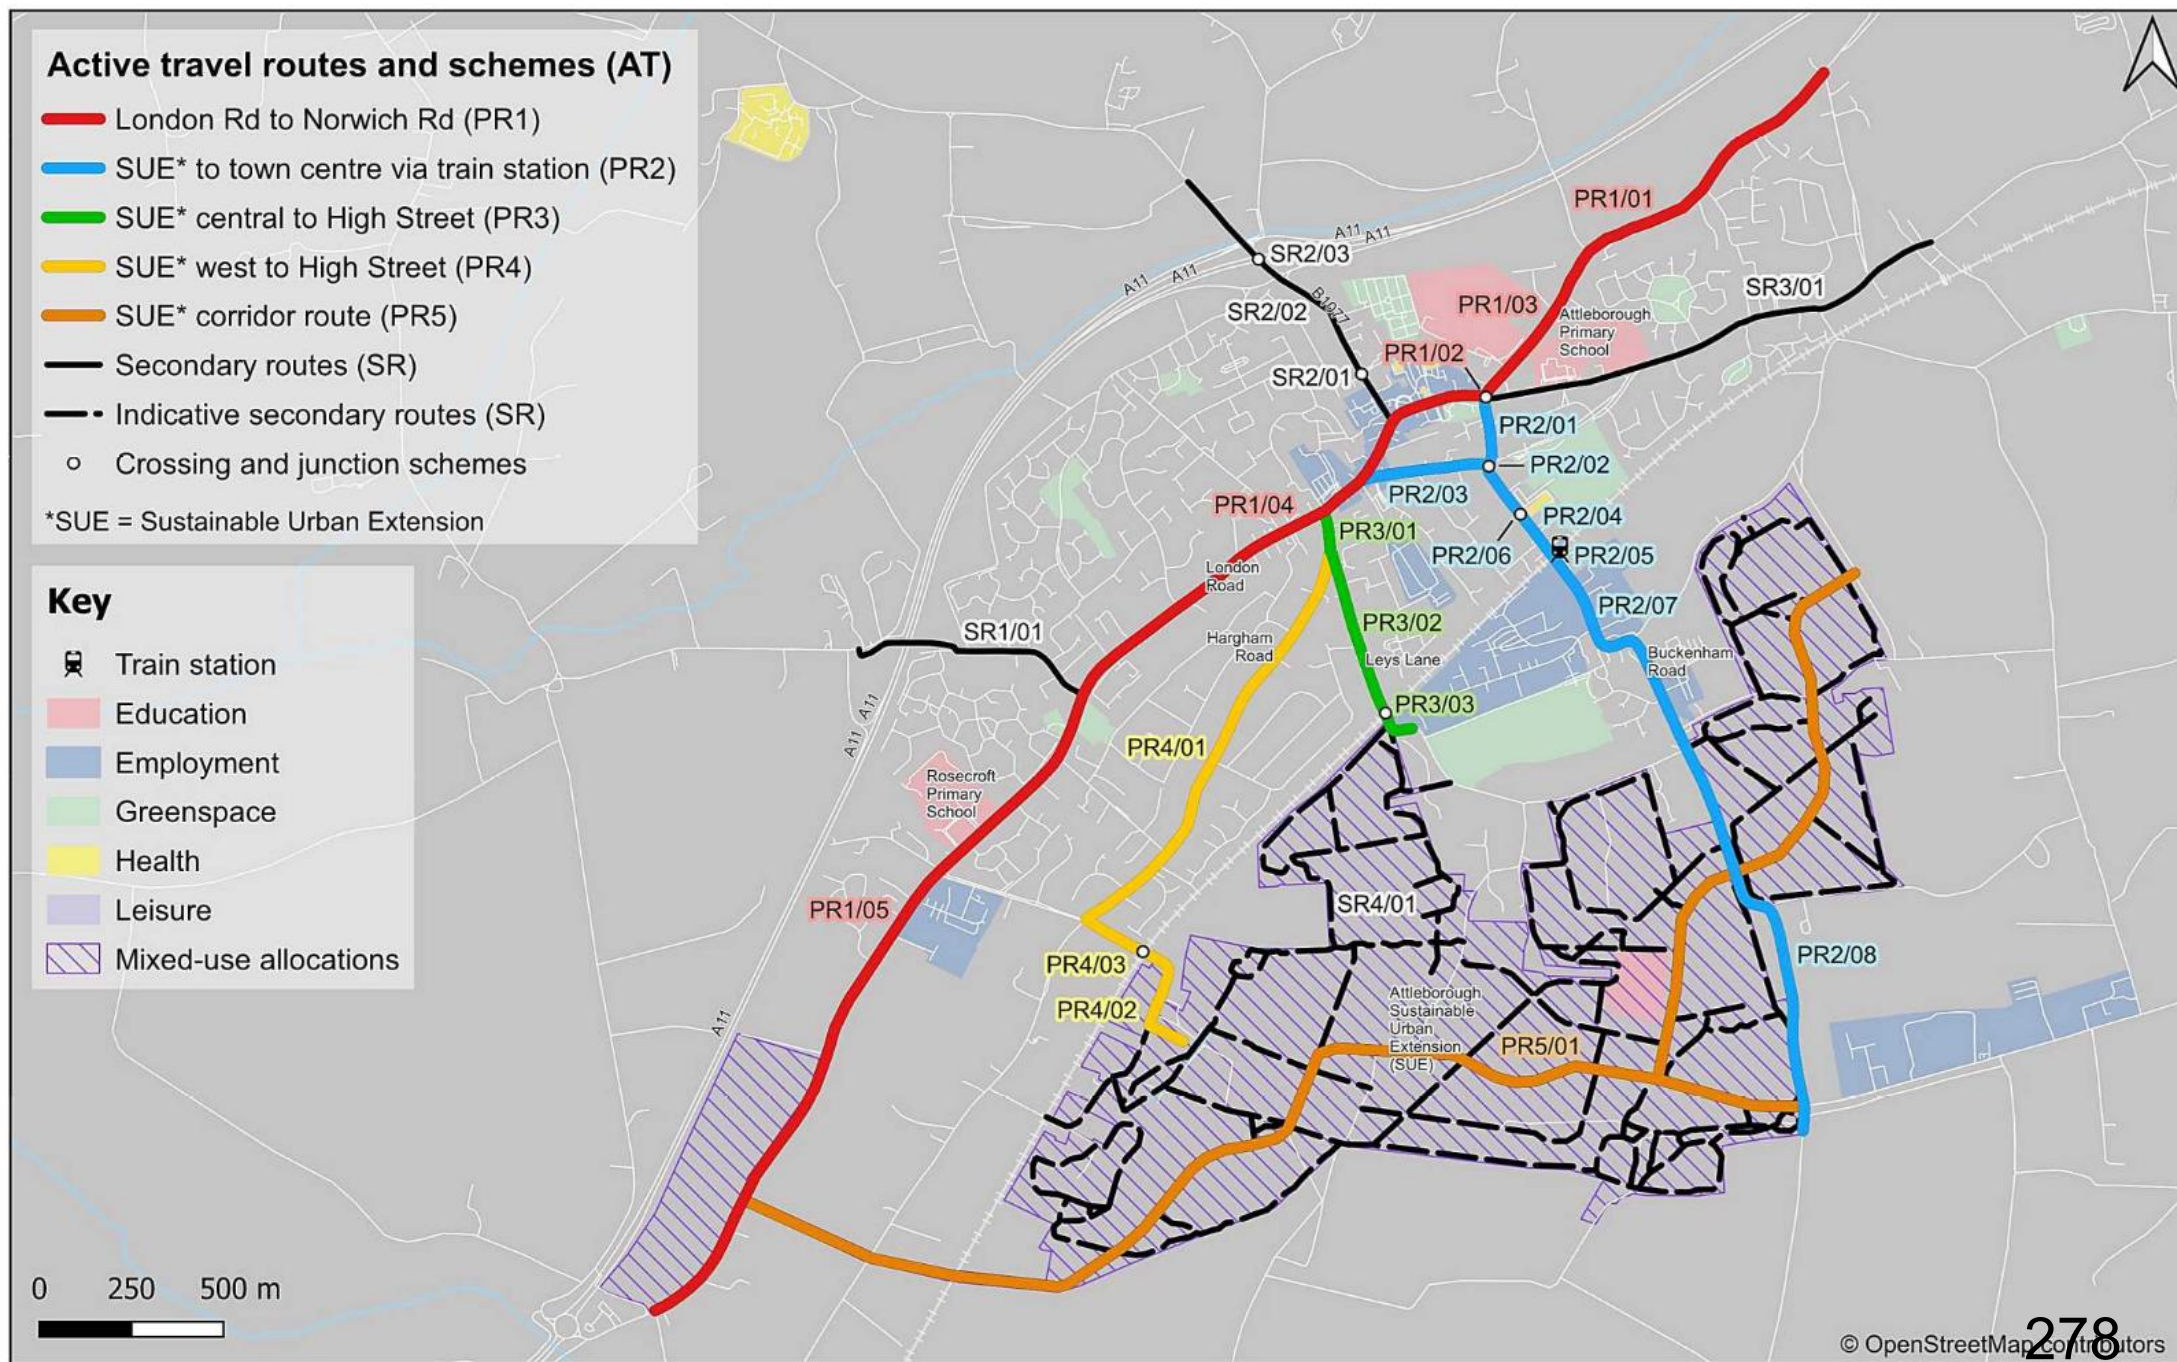 Active travel routes and schemes (AT)
London Rd to Norwich Rd (PR1)
SUE* to town centre via train station (PR2)
SUE* central to High Street (PR3)
SUE* west to High Street (PR4)
SUE* corridor route (PR5)
Secondary routes (SR)
Indicative secondary routes (SR)
Crossing and junction schemes
*SUE = Sustainable Urban Extension
Key
Train station
Education
Employment
Greenspace
Health
Leisure
Mixed-use allocations
0 250 500 m
PR1/01
SR2/03
A11 A11
A11 A11
B1077
SR2/02
SR3/01
PR1/03
Attleborough
Primary
School
PR1/02
SR2/01
PR2/01
PR2/02
PR2/03
PR1/04
PR2/04
PR3/01
PR2/06
PR2/05
London
Road
PR2/07
PR3/02
SR1/01
Hargham
Road
Leys Lane
Buckenham
Road
PR3/03
A11 A11
PR4/01
Rosecroft
Primary
School
SR4/01
PR1/05
PR2/08
PR4/03
PR4/02
A11
Attleborough
Sustainable
Urban
Extension
(SUE)
PR5/01
© OpenStreetMap contributors
278